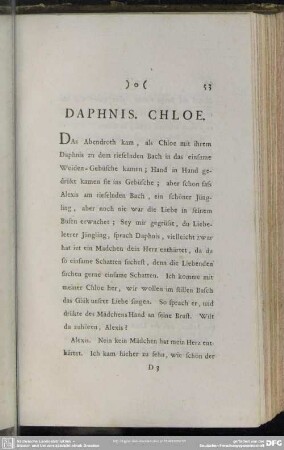 )o(
53
DAPHNIS. CHLOE.
DAs Abendroth kam, als Chloe mit ihrem
Daphnis zu dem rieselnden Bach in das einsame
Weiden-Gebüsche kamen; Hand in Hand ge-
drükt kamen sie ins Gebüsche; aber schon saß
Alexis am rieselnden Bach, ein schöner Jüng-
ling, aber noch nie war die Liebe in seinem
Busen erwachet; Sey mir gegrüßt, du Liebe-
leerer Jüngling, sprach Daphnis, vielleicht zwar
hat izt ein Mädchen dein Herz enthärtet, da du
so einsame Schatten suchest, denn die Liebenden
suchen gerne einsame Schatten. Ich komme mit
meiner Chloe her, wir wollen im stillen Busch
das Glük unsrer Liebe singen. So sprach er, und
drükte des Mädchens Hand an seine Brust. Wilt
du zuhören, Alexis?
Alexis. Nein kein Mädchen hat mein Herz ent-
härtet. Ich kam hieher zu sehn, wie schön der
D 3